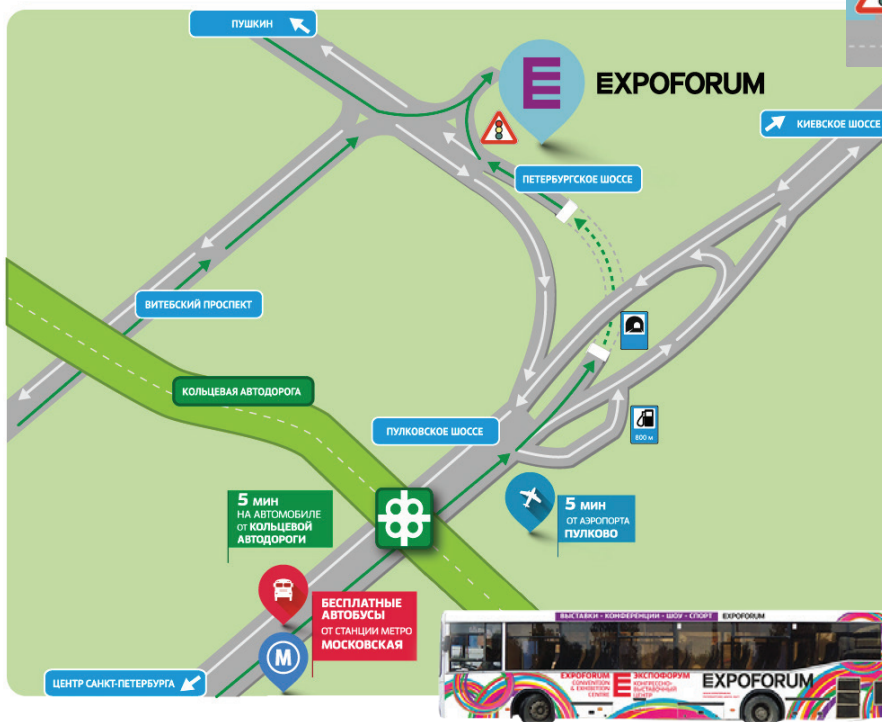 ПУШКИН
EXPOFORUM
КИЕВСКОЕ ШОССЕ
ПЕТЕРБУРГСКОЕ ШОССЕ
ВИТЕБСКИЙ ПРОСПЕКТ
КОЛЬЦЕВАЯ АВТОДОРОГА
ПУЛКОВСКОЕ ШОССЕ
800 м
5 МИН
НА АВТОМОБИЛЕ
ОТ КОЛЬЦЕВОЙ
АВТОДОРОГИ
5 МИН
ОТ АЭРОПОРТА
ПУЛКОВО
БЕСПЛАТНЫЕ
АВТОБУСЫ
ОТ СТАНЦИИ МЕТРО
МОСКОВСКАЯ
М
ЦЕНТР САНКТ-ПЕТЕРБУРГА
ВЫСТАВКИ · КОНФЕРЕНЦИИ · ШОУ · СПОРТ EXPOFORUM
EXPOFORUM
CONVENTION
& EXHIBITION
CENTRE
ЭКСПОФОРУМ
КОНГРЕССНО-
ВЫСТАВОЧНЫЙ
ЦЕНТР
EXPOFORUM